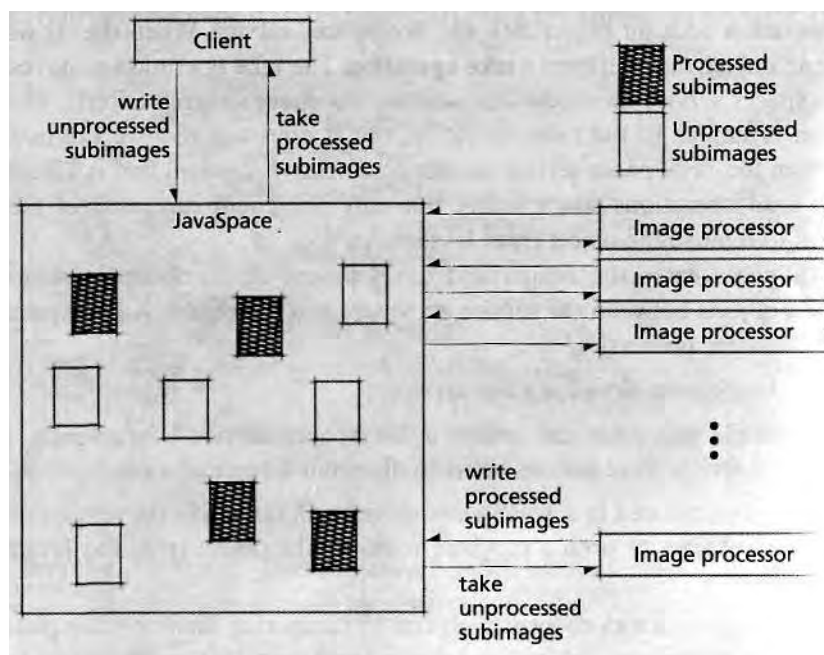 Client
write
unprocessed
subimages
take
processed
subimages
Processed
subimages
Unprocessed
subimages
JavaSpace
Image processor
Image processor
Image processor
write
processed
subimages
Image processor
take
unprocessed
subimages